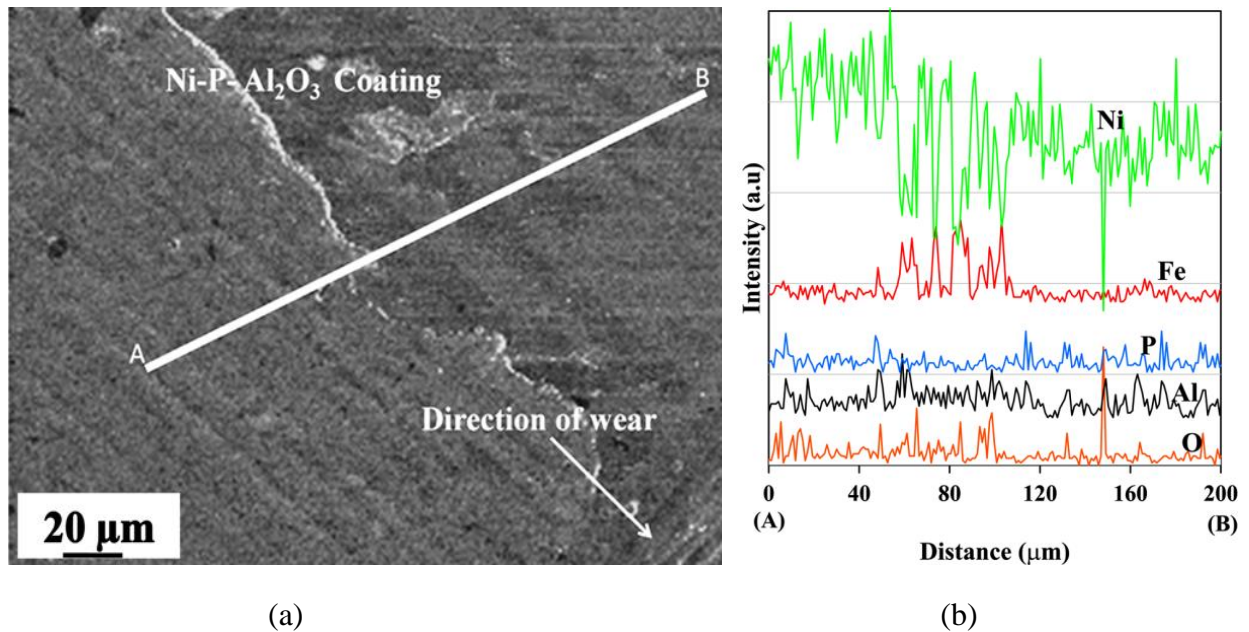 Ni-P- Al₂O₃ Coating
B
A
Direction of wear
20 μm
(a)
Intensity (a.u)
Ni
Fe
P
Al
O
0 40 80 120 160 200
(A) (B)
Distance (μm)
(b)